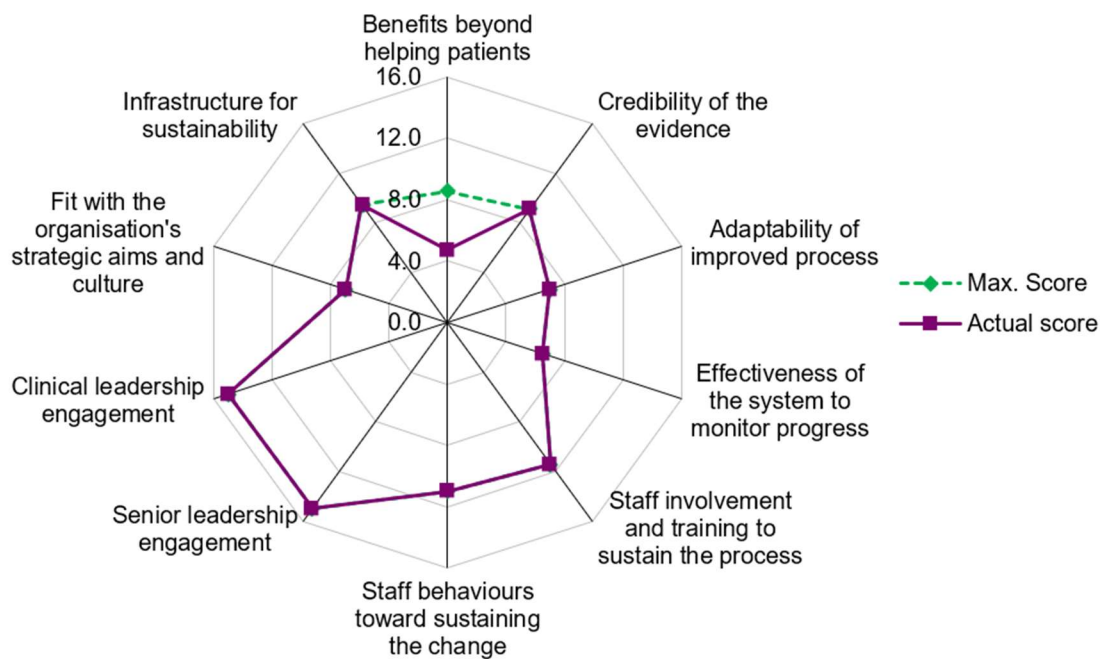 Benefits beyond
helping patients
16.0
12.0
8.0
4.0
0.0
Credibility of the
evidence
Adaptability of
improved process
Effectiveness of
the system to
monitor progress
Staff involvement
and training to
sustain the process
Staff behaviours
toward sustaining
the change
Senior leadership
engagement
Clinical leadership
engagement
Fit with the
organisation's
strategic aims and
culture
Infrastructure for
sustainability
Max. Score
Actual score